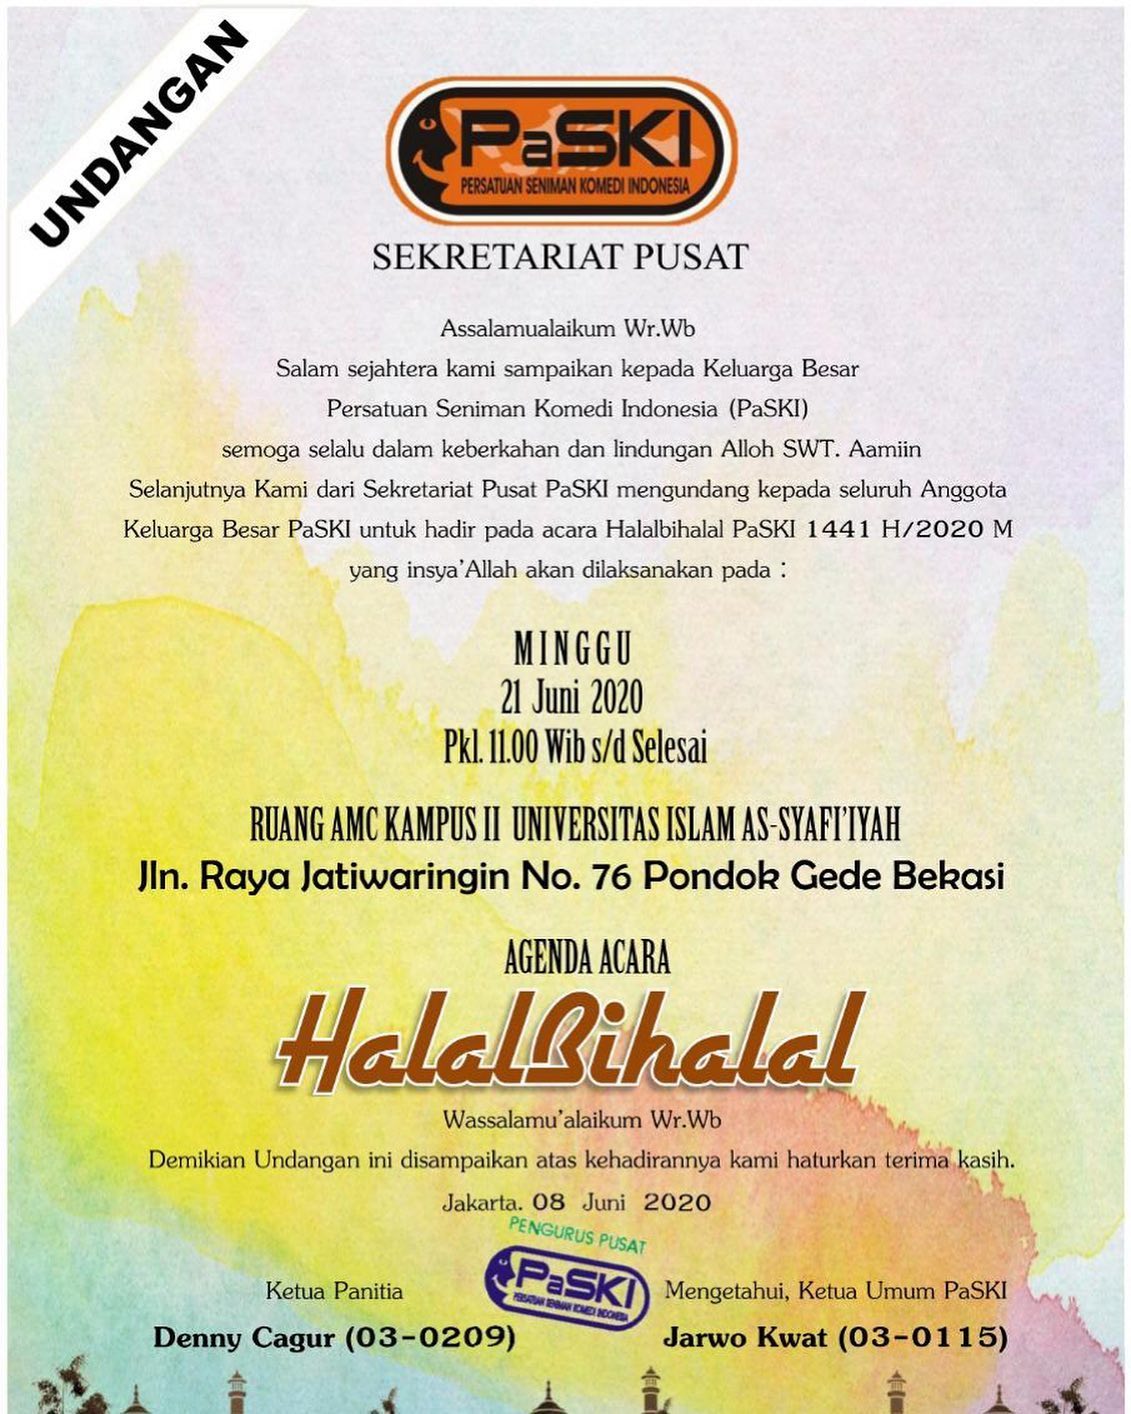 UNDANGAN
PaSKI
PERSATUAN SENIMAN KOMEDI INDONESIA
SEKRETARIAT PUSAT
Assalamualaikum Wr.Wb
Salam sejahtera kami sampaikan kepada Keluarga Besar
Persatuan Seniman Komedi Indonesia (PaSKI)
semoga selalu dalam keberkahan dan lindungan Alloh SWT. Aamiin
Selanjutnya Kami dari Sekretariat Pusat PaSKI mengundang kepada seluruh Anggota
Keluarga Besar PaSKI untuk hadir pada acara Halalbihalal PaSKI 1441 H/2020 M
yang insya'Allah akan dilaksanakan pada :
MINGGU
21 Juni 2020
Pkl. 11.00 Wib s/d Selesai
RUANG AMC KAMPUS II UNIVERSITAS ISLAM AS-SYAFI'IYAH
Jln. Raya Jatiwaringin No. 76 Pondok Gede Bekasi
AGENDA ACARA
HalalBihalal
Wassalamu'alaikum Wr.Wb
Demikian Undangan ini disampaikan atas kehadirannya kami haturkan terima kasih.
Jakarta. 08 Juni 2020
PENGURUS PUSAT
PaSKI
PERSATUAN SENIMAN KOMEDI INDONESIA
Ketua Panitia
Denny Cagur (03-0209)
Mengetahui, Ketua Umum PaSKI
Jarwo Kwat (03-0115)